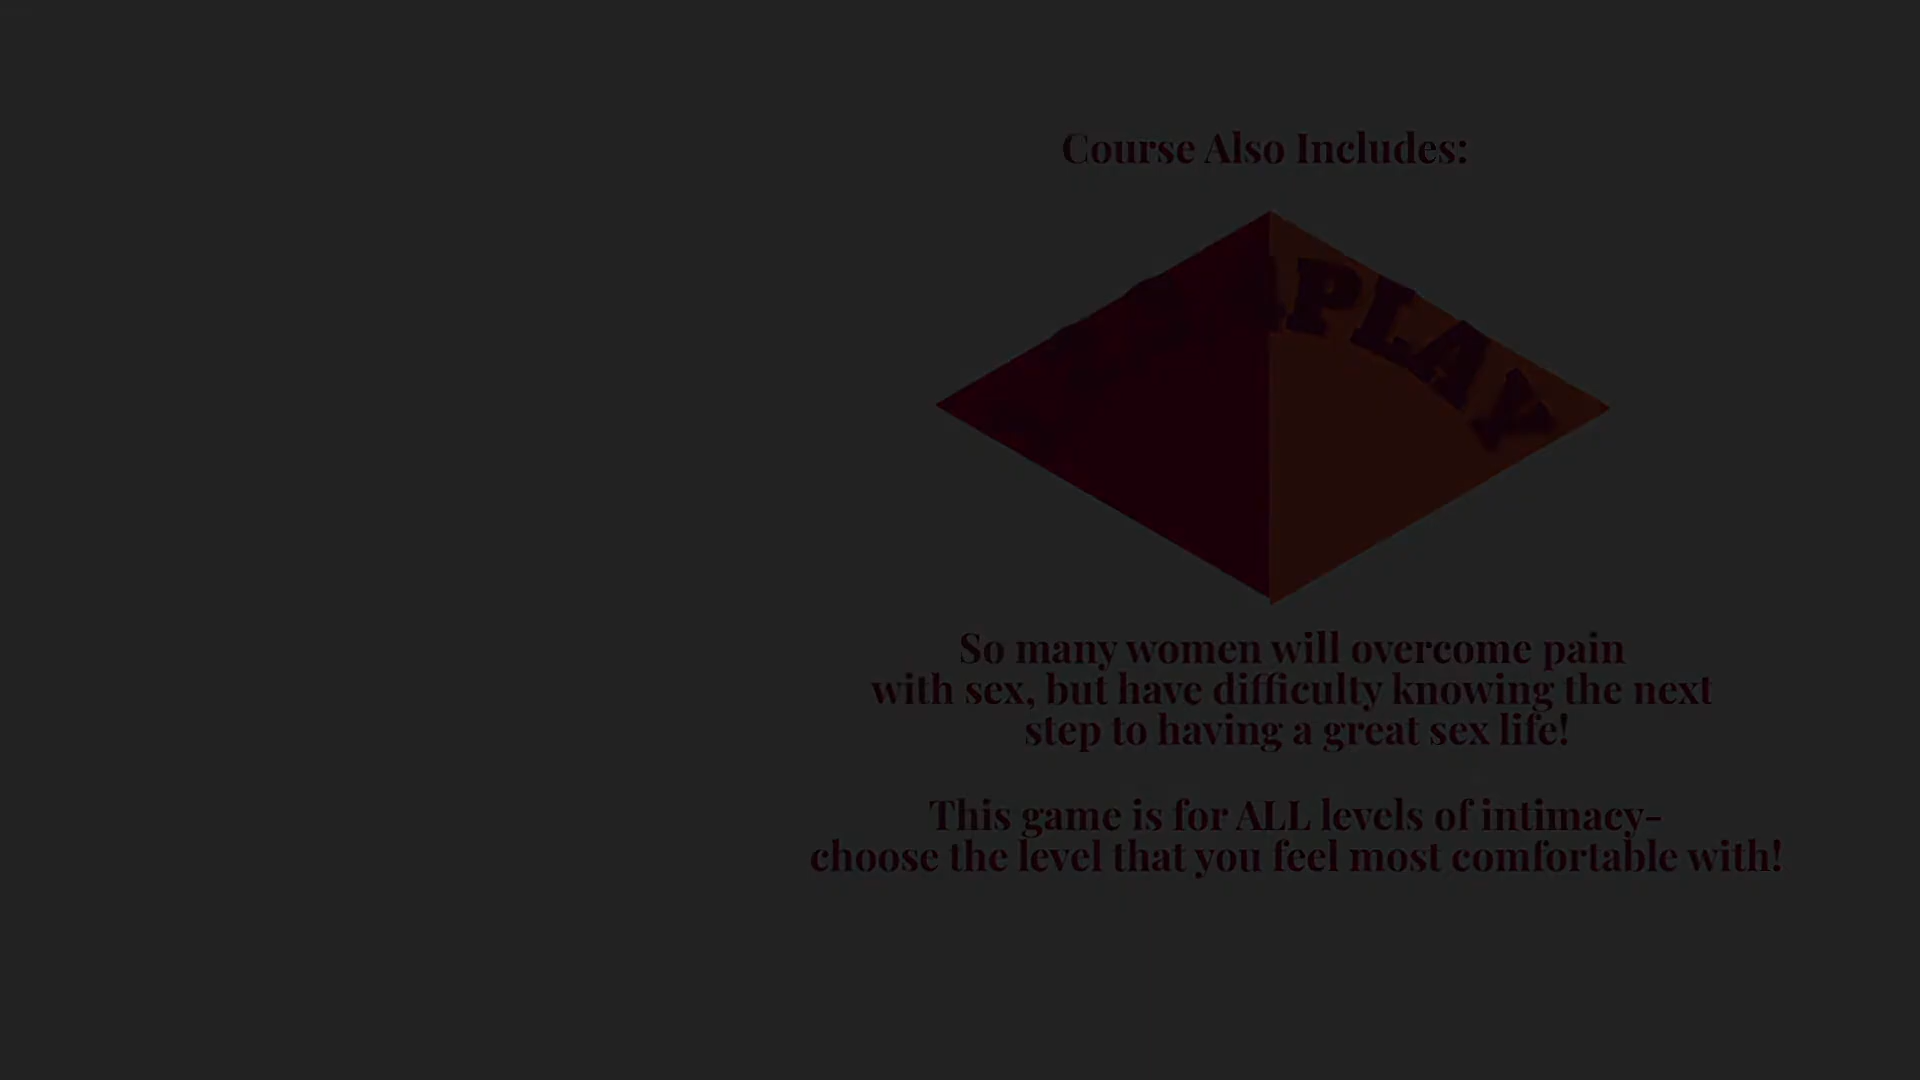 Course Also Includes:
So many women will overcome pain
with sex, but have difficulty knowing the next
step to having a great sex life!
This game is for ALL levels of intimacy-
choose the level that you feel most comfortable with!